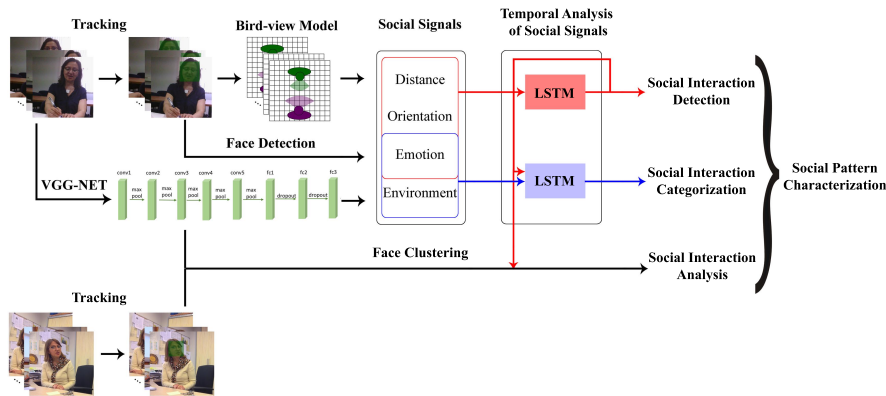 Tracking
Bird-view Model
Social Signals
Temporal Analysis
of Social Signals
Distance
Orientation
Emotion
Environment
LSTM
LSTM
Social Interaction
Detection
Social Interaction
Categorization
Social Interaction
Analysis
Social Pattern
Characterization
Face Detection
VGG-NET
conv1
conv2
conv3
conv4
conv5
fc1
fc2
fc3
max
pool
max
pool
max
pool
max
pool
max
pool
dropout
dropout
Face Clustering
Tracking